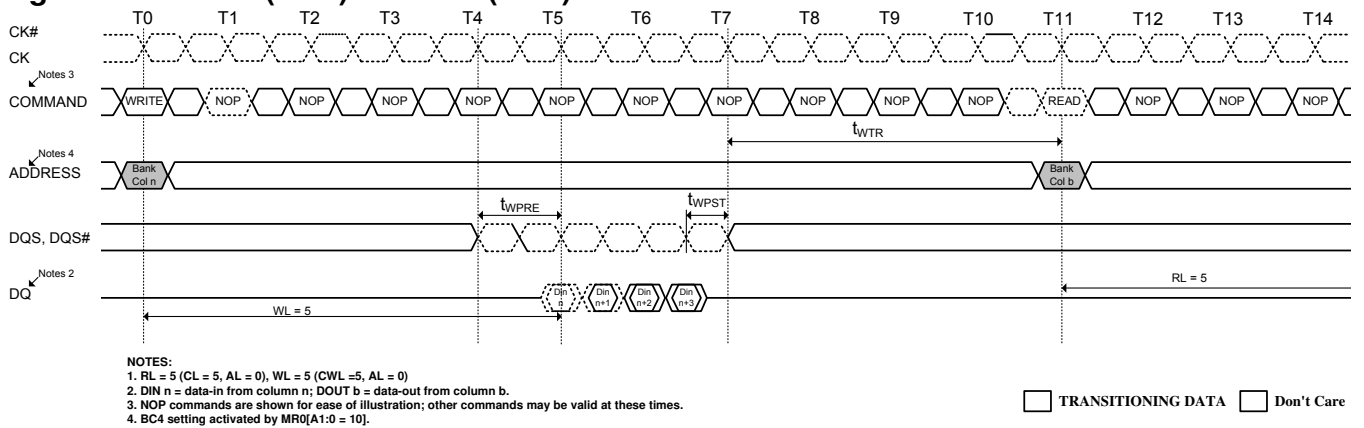 T0 T1 T2 T3 T4 T5 T6 T7 T8 T9 T10 T11 T12 T13 T14
CK#
CK
Notes 3
COMMAND WRITE NOP NOP NOP NOP NOP NOP NOP NOP NOP NOP READ NOP NOP NOP
tWTR
Notes 4
ADDRESS Bank Col n Bank Col b
tWPRE tWPST
DQS, DQS#
Notes 2
DQ Din n Din n+1 Din n+2 Din n+3
RL = 5
WL = 5
NOTES:
1. RL = 5 (CL = 5, AL = 0), WL = 5 (CWL =5, AL = 0)
2. DIN n = data-in from column n; DOUT b = data-out from column b.
3. NOP commands are shown for ease of illustration; other commands may be valid at these times.
4. BC4 setting activated by MR0[A1:0 = 10].
TRANSITIONING DATA Don't Care